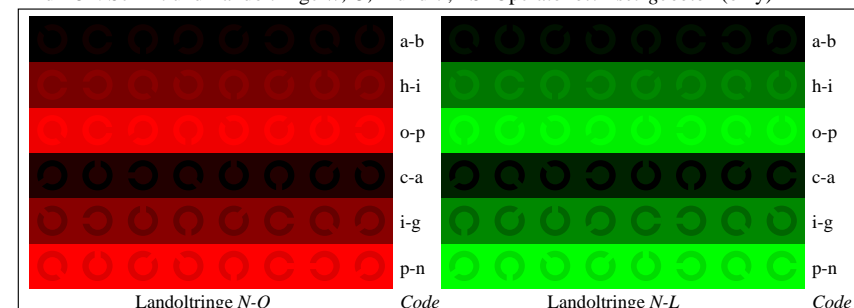 a-b a-b
h-i h-i
o-p o-p
c-a c-a
i-g i-g
p-n p-n
Landoltringe N-O Code Landoltringe N-L Code